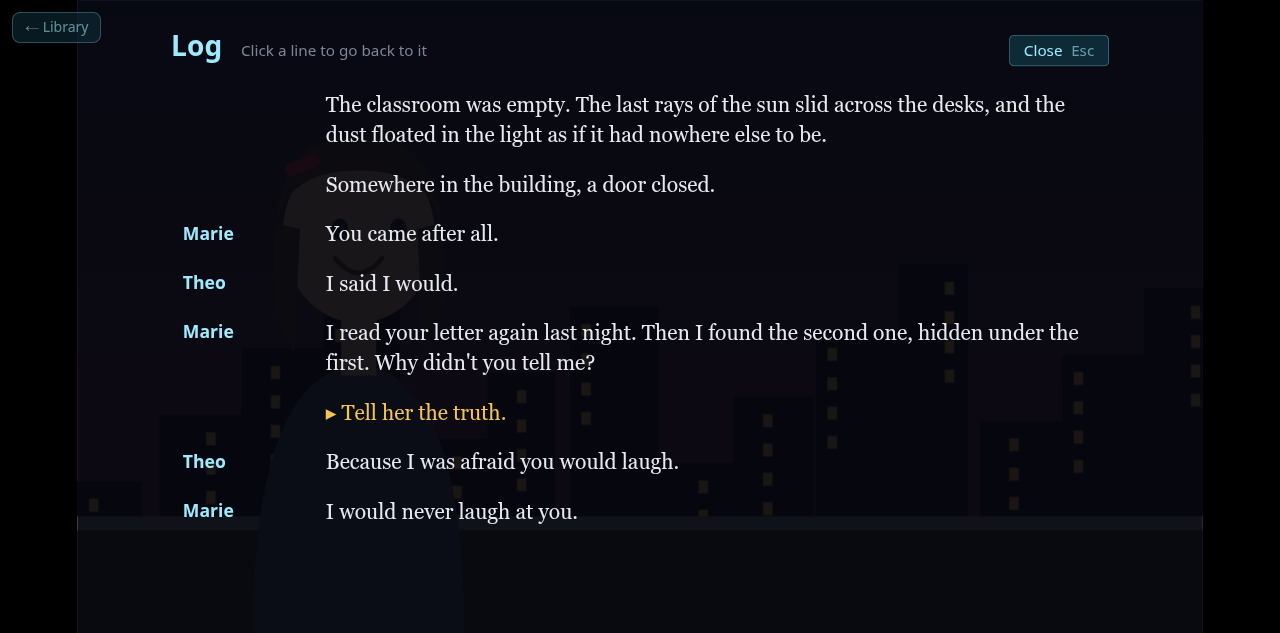 ← Library
Log
Click a line to go back to it
Close Esc
The classroom was empty. The last rays of the sun slid across the desks, and the
dust floated in the light as if it had nowhere else to be.
Somewhere in the building, a door closed.
Marie
You came after all.
Theo
I said I would.
Marie
I read your letter again last night. Then I found the second one, hidden under the
first. Why didn't you tell me?
▸ Tell her the truth.
Theo
Because I was afraid you would laugh.
Marie
I would never laugh at you.